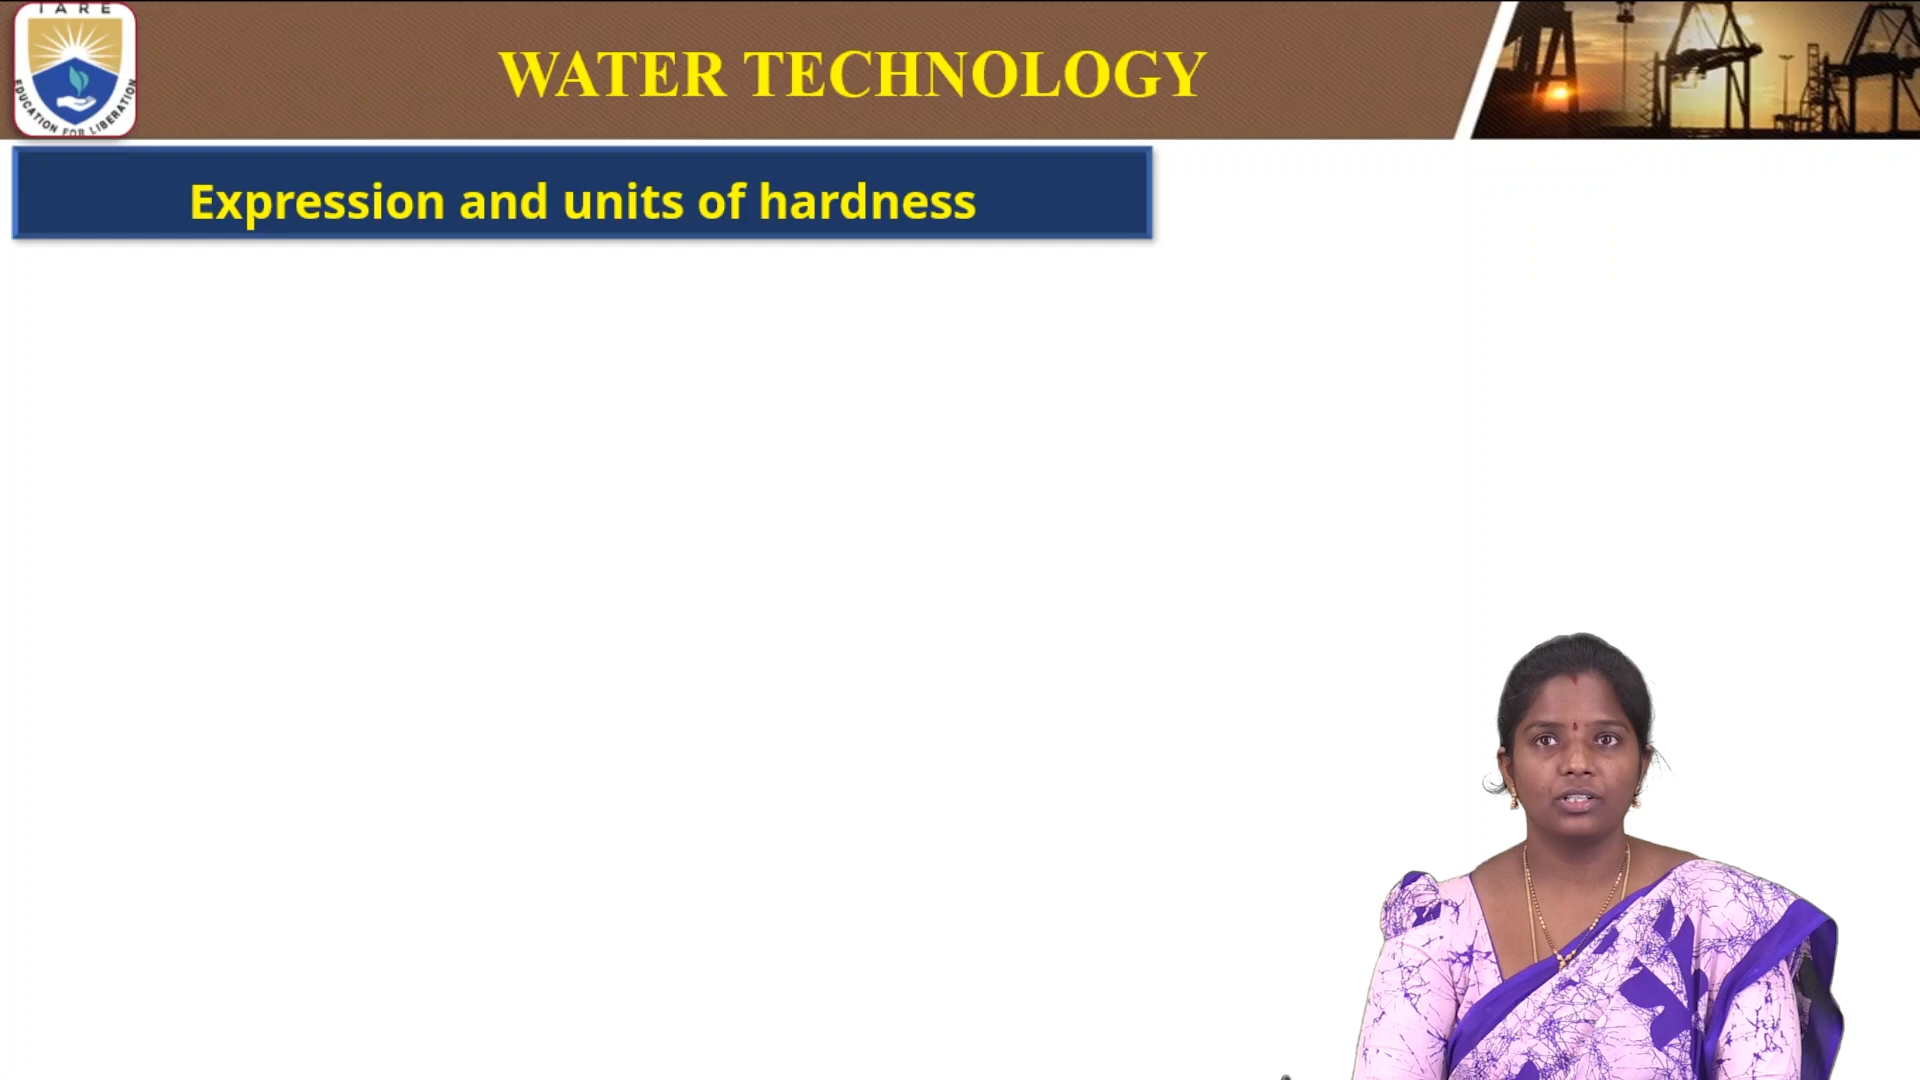 IARE
WATER TECHNOLOGY
EDUCATION FOR LIBERATION
Expression and units of hardness